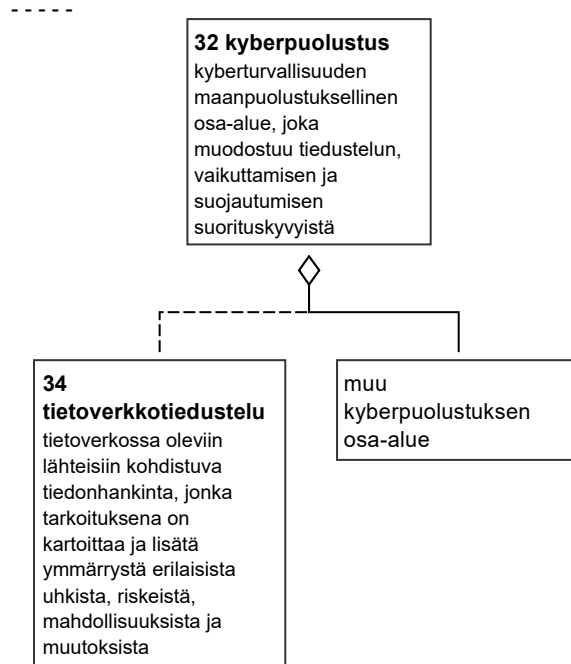 - - - - -
32 kyberpuolustus
kyberturvallisuuden
maanpuolustuksellinen
osa-alue, joka
muodostuu tiedustelun,
vaikuttamisen ja
suojautumisen
suorituskyvyistä
34
tietoverkkotiedustelu
tietoverkossa oleviin
lähteisiin kohdistuva
tiedonhankinta, jonka
tarkoituksena on
kartoittaa ja lisätä
ymmärrystä erilaisista
uhkista, riskeistä,
mahdollisuuksista ja
muutoksista
muu
kyberpuolustuksen
osa-alue